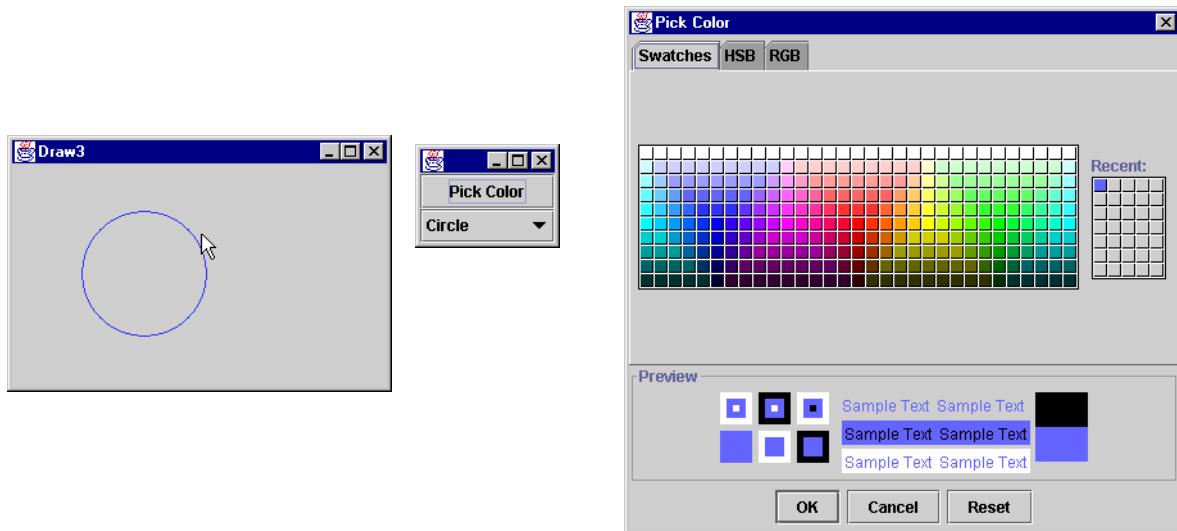 Draw3
Pick Color
Circle
Pick Color
Swatches HSB RGB
Recent:
Preview
Sample Text Sample Text
Sample Text Sample Text
Sample Text Sample Text
OK Cancel Reset